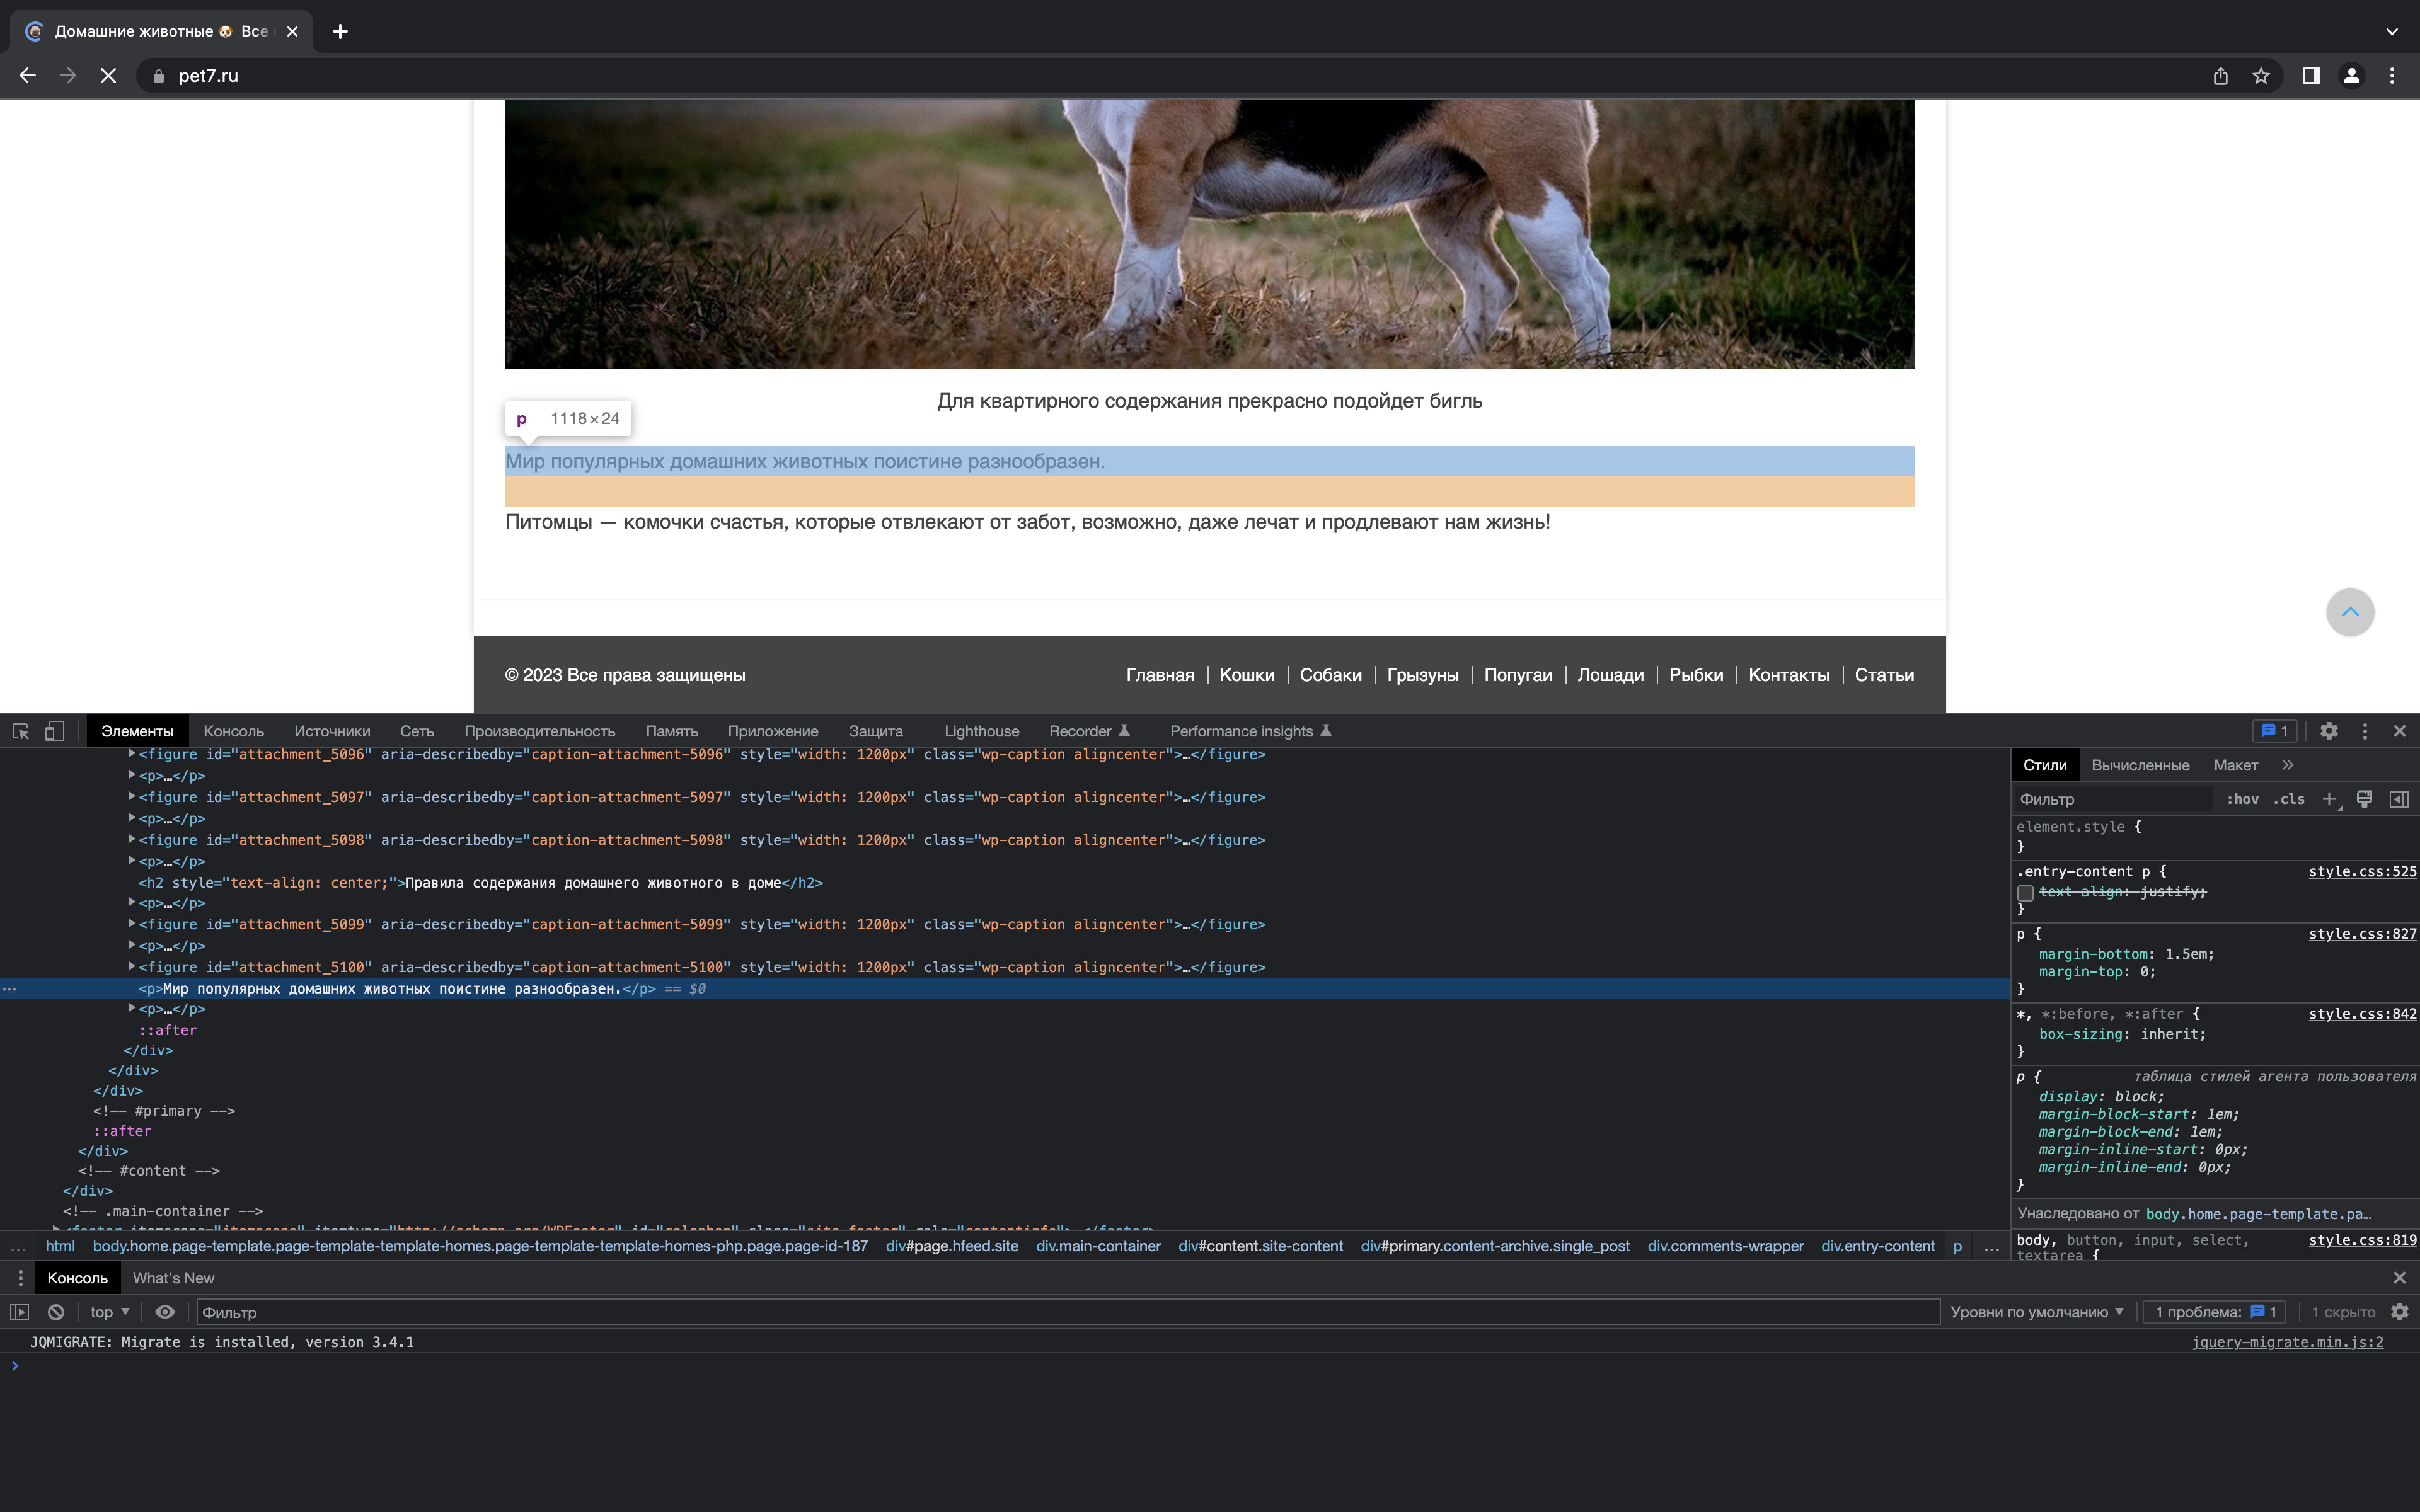 Домашние животные 🐶 Все
pet7.ru
Для квартирного содержания прекрасно подойдет бигль
p 1118×24
Мир популярных домашних животных поистине разнообразен.
Питомцы — комочки счастья, которые отвлекают от забот, возможно, даже лечат и продлевают нам жизнь!
© 2023 Все права защищены Главная Кошки Собаки Грызуны Попугаи Лошади Рыбки Контакты Статьи
Элементы Консоль Источники Сеть Производительность Память Приложение Защита Lighthouse Recorder Performance insights 1
<figure id="attachment_5096" aria-describedby="caption-attachment-5096" style="width: 1200px" class="wp-caption aligncenter">…</figure>
<p>…</p>
<figure id="attachment_5097" aria-describedby="caption-attachment-5097" style="width: 1200px" class="wp-caption aligncenter">…</figure>
<p>…</p>
<figure id="attachment_5098" aria-describedby="caption-attachment-5098" style="width: 1200px" class="wp-caption aligncenter">…</figure>
<p>…</p>
<h2 style="text-align: center;">Правила содержания домашнего животного в доме</h2>
<p>…</p>
<figure id="attachment_5099" aria-describedby="caption-attachment-5099" style="width: 1200px" class="wp-caption aligncenter">…</figure>
<p>…</p>
<figure id="attachment_5100" aria-describedby="caption-attachment-5100" style="width: 1200px" class="wp-caption aligncenter">…</figure>
<p>Мир популярных домашних животных поистине разнообразен.</p> == $0
<p>…</p>
::after
</div>
</div>
</div>
<!-- #primary -->
::after
</div>
<!-- #content -->
</div>
<!-- .main-container -->
<footer itemscope="itemscope" itemtype="http://schema.org/WPFooter" id="colophon" class="site-footer" role="contentinfo">…</footer>
Стили Вычисленные Макет
Фильтр :hov .cls
element.style {
}
.entry-content p { style.css:525
text-align: justify;
}
p { style.css:827
margin-bottom: 1.5em;
margin-top: 0;
}
*, *:before, *:after { style.css:842
box-sizing: inherit;
}
p { таблица стилей агента пользователя
display: block;
margin-block-start: 1em;
margin-block-end: 1em;
margin-inline-start: 0px;
margin-inline-end: 0px;
}
Унаследовано от body.home.page-template.pa…
body, button, input, select, style.css:819
textarea {
… html body.home.page-template.page-template-template-homes.page-template-template-homes-php.page.page-id-187 div#page.hfeed.site div.main-container div#content.site-content div#primary.content-archive.single_post div.comments-wrapper div.entry-content p …
Консоль What's New
top Фильтр Уровни по умолчанию 1 проблема: 1 1 скрыто
JQMIGRATE: Migrate is installed, version 3.4.1 jquery-migrate.min.js:2